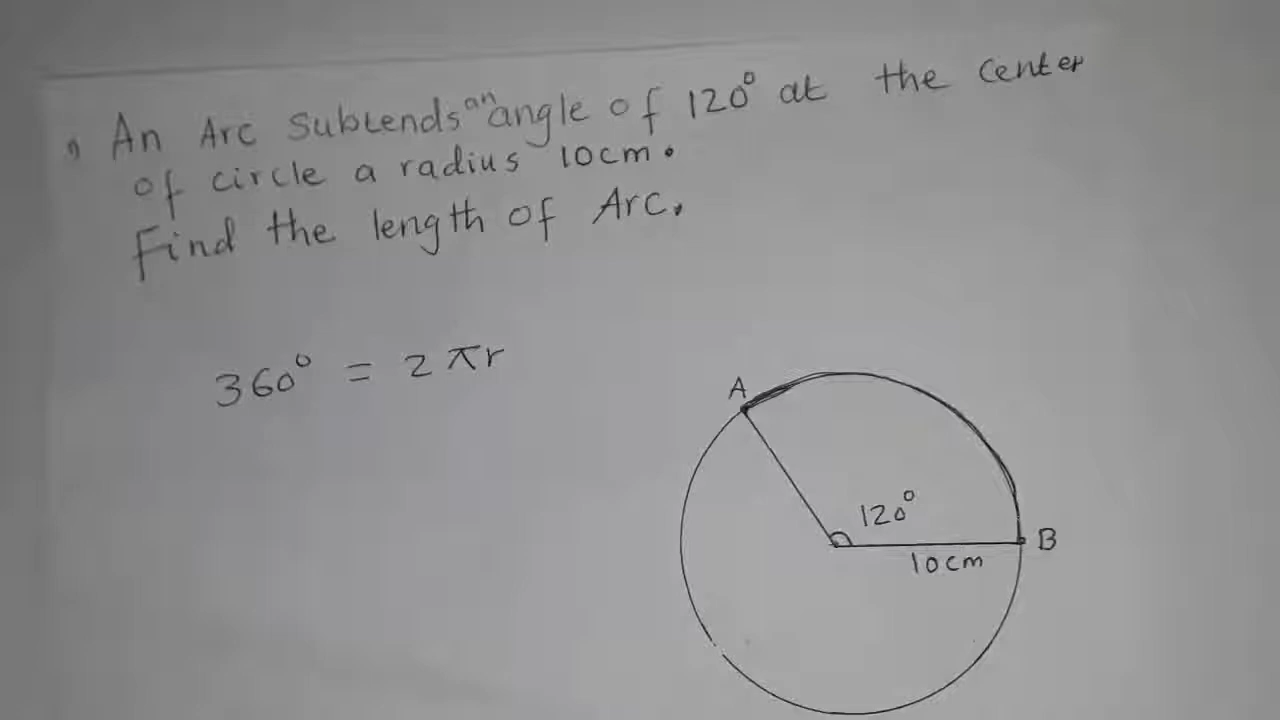 An Arc Subtends an angle of 120° at the center
of circle a radius 10cm.
Find the length of Arc.
360° = 2πr
A
120°
B
10cm